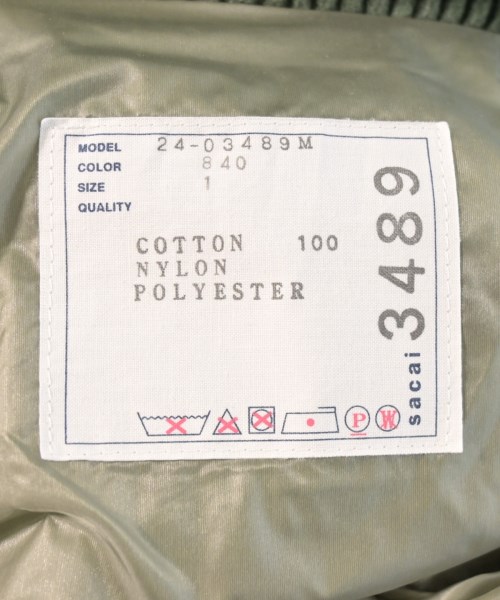 MODEL 24-03489M
COLOR 840
SIZE 1
QUALITY
COTTON 100
NYLON
POLYESTER
sacai 3489
P W